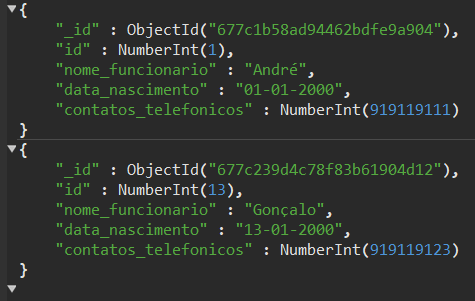 {
"_id" : ObjectId("677c1b58ad94462bdfe9a904"),
"id" : NumberInt(1),
"nome_funcionario" : "André",
"data_nascimento" : "01-01-2000",
"contatos_telefonicos" : NumberInt(919119111)
}
{
"_id" : ObjectId("677c239d4c78f83b61904d12"),
"id" : NumberInt(13),
"nome_funcionario" : "Gonçalo",
"data_nascimento" : "13-01-2000",
"contatos_telefonicos" : NumberInt(919119123)
}